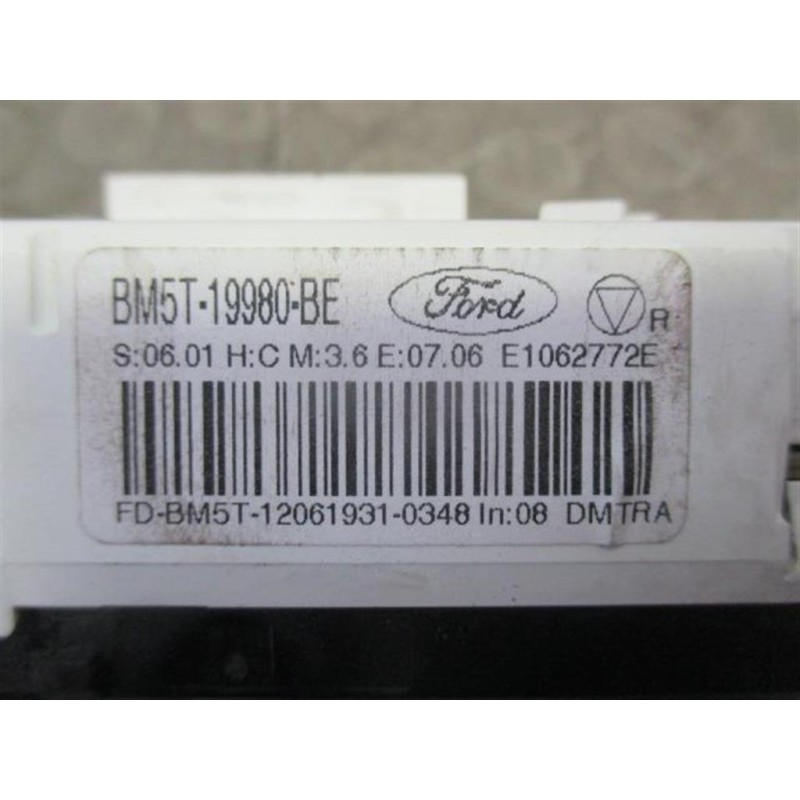 BM5T-19980-BE Ford R
S:06.01 H:C M:3.6 E:07.06 E1062772E
FD-BM5T-12061931-0348 In:08 DMTRA